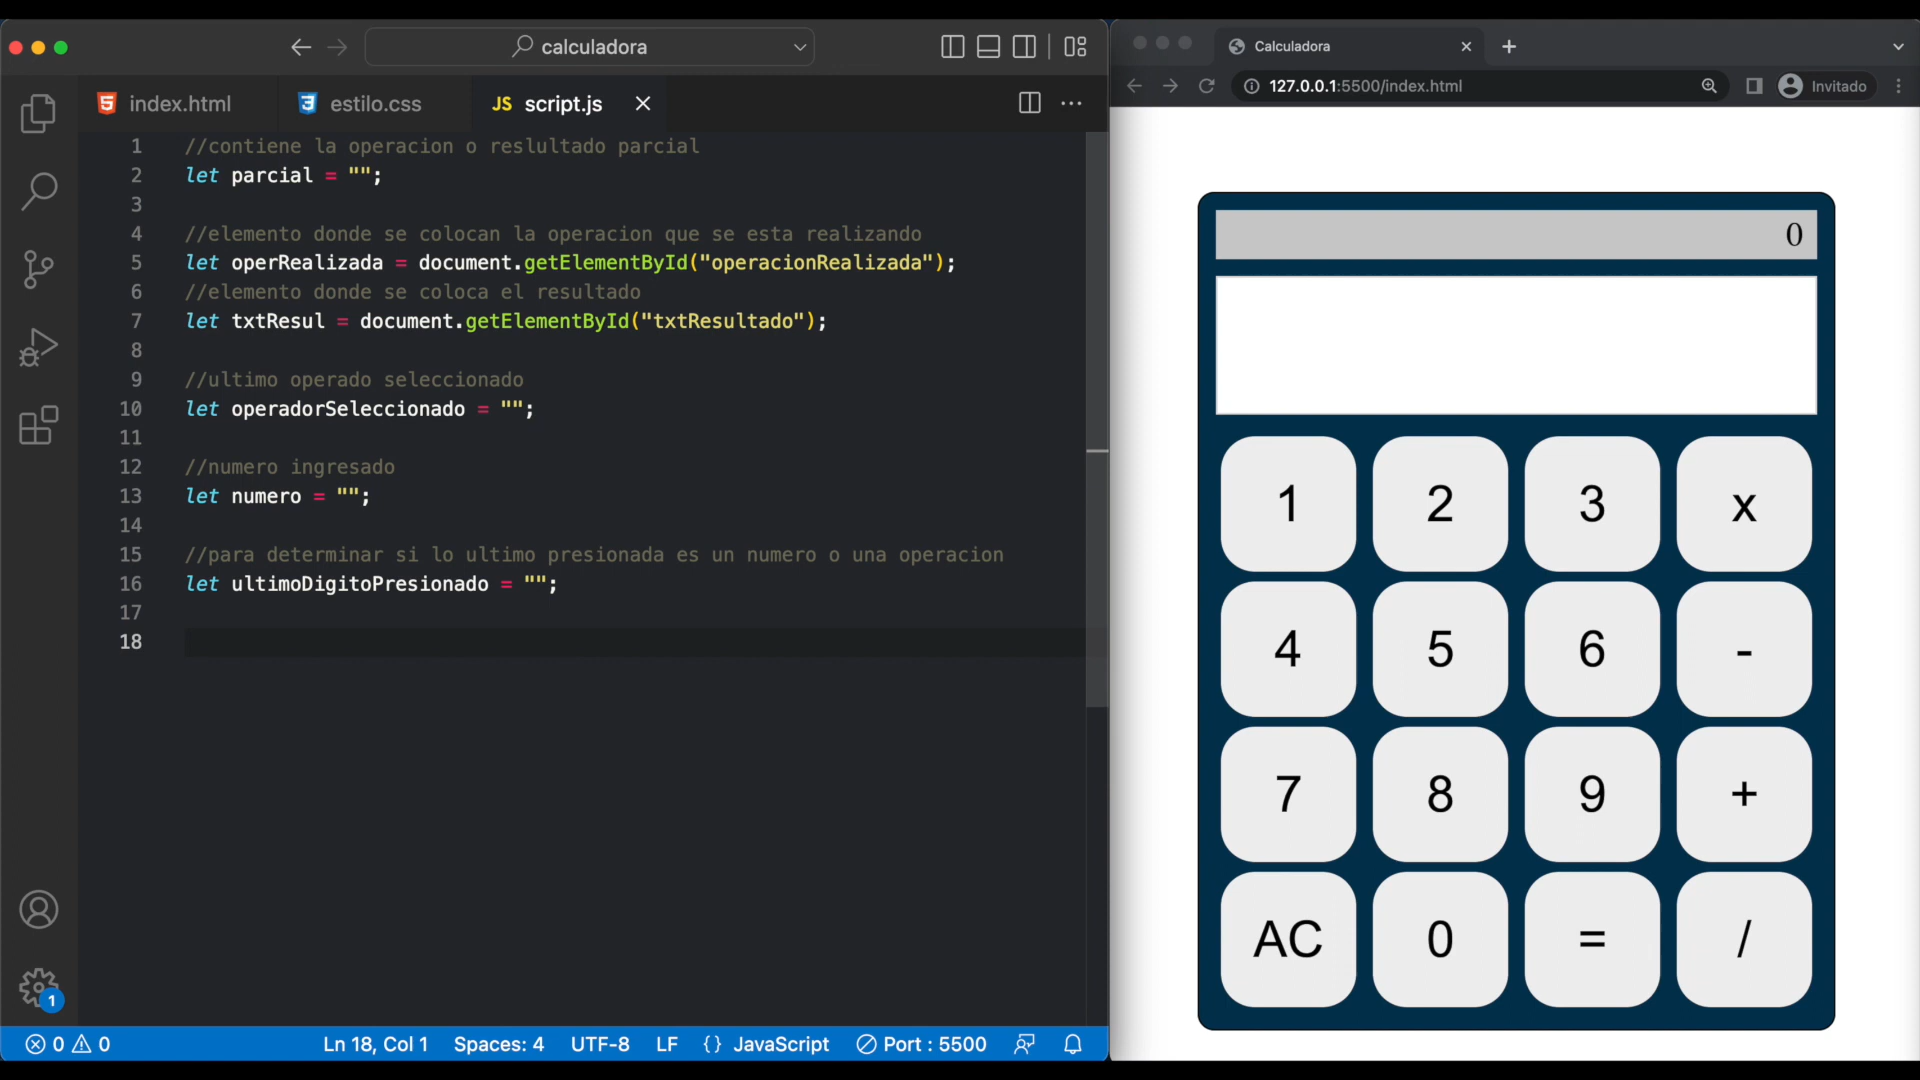 calculadora
index.html
estilo.css
JS script.js
1 //contiene la operacion o reslultado parcial
2 let parcial = "";
3
4 //elemento donde se colocan la operacion que se esta realizando
5 let operRealizada = document.getElementById("operacionRealizada");
6 //elemento donde se coloca el resultado
7 let txtResul = document.getElementById("txtResultado");
8
9 //ultimo operado seleccionado
10 let operadorSeleccionado = "";
11
12 //numero ingresado
13 let numero = "";
14
15 //para determinar si lo ultimo presionada es un numero o una operacion
16 let ultimoDigitoPresionado = "";
17
18
1
0 0 Ln 18, Col 1 Spaces: 4 UTF-8 LF {} JavaScript Port : 5500
Calculadora
127.0.0.1:5500/index.html Invitado
0
1 2 3 x
4 5 6 -
7 8 9 +
AC 0 = /